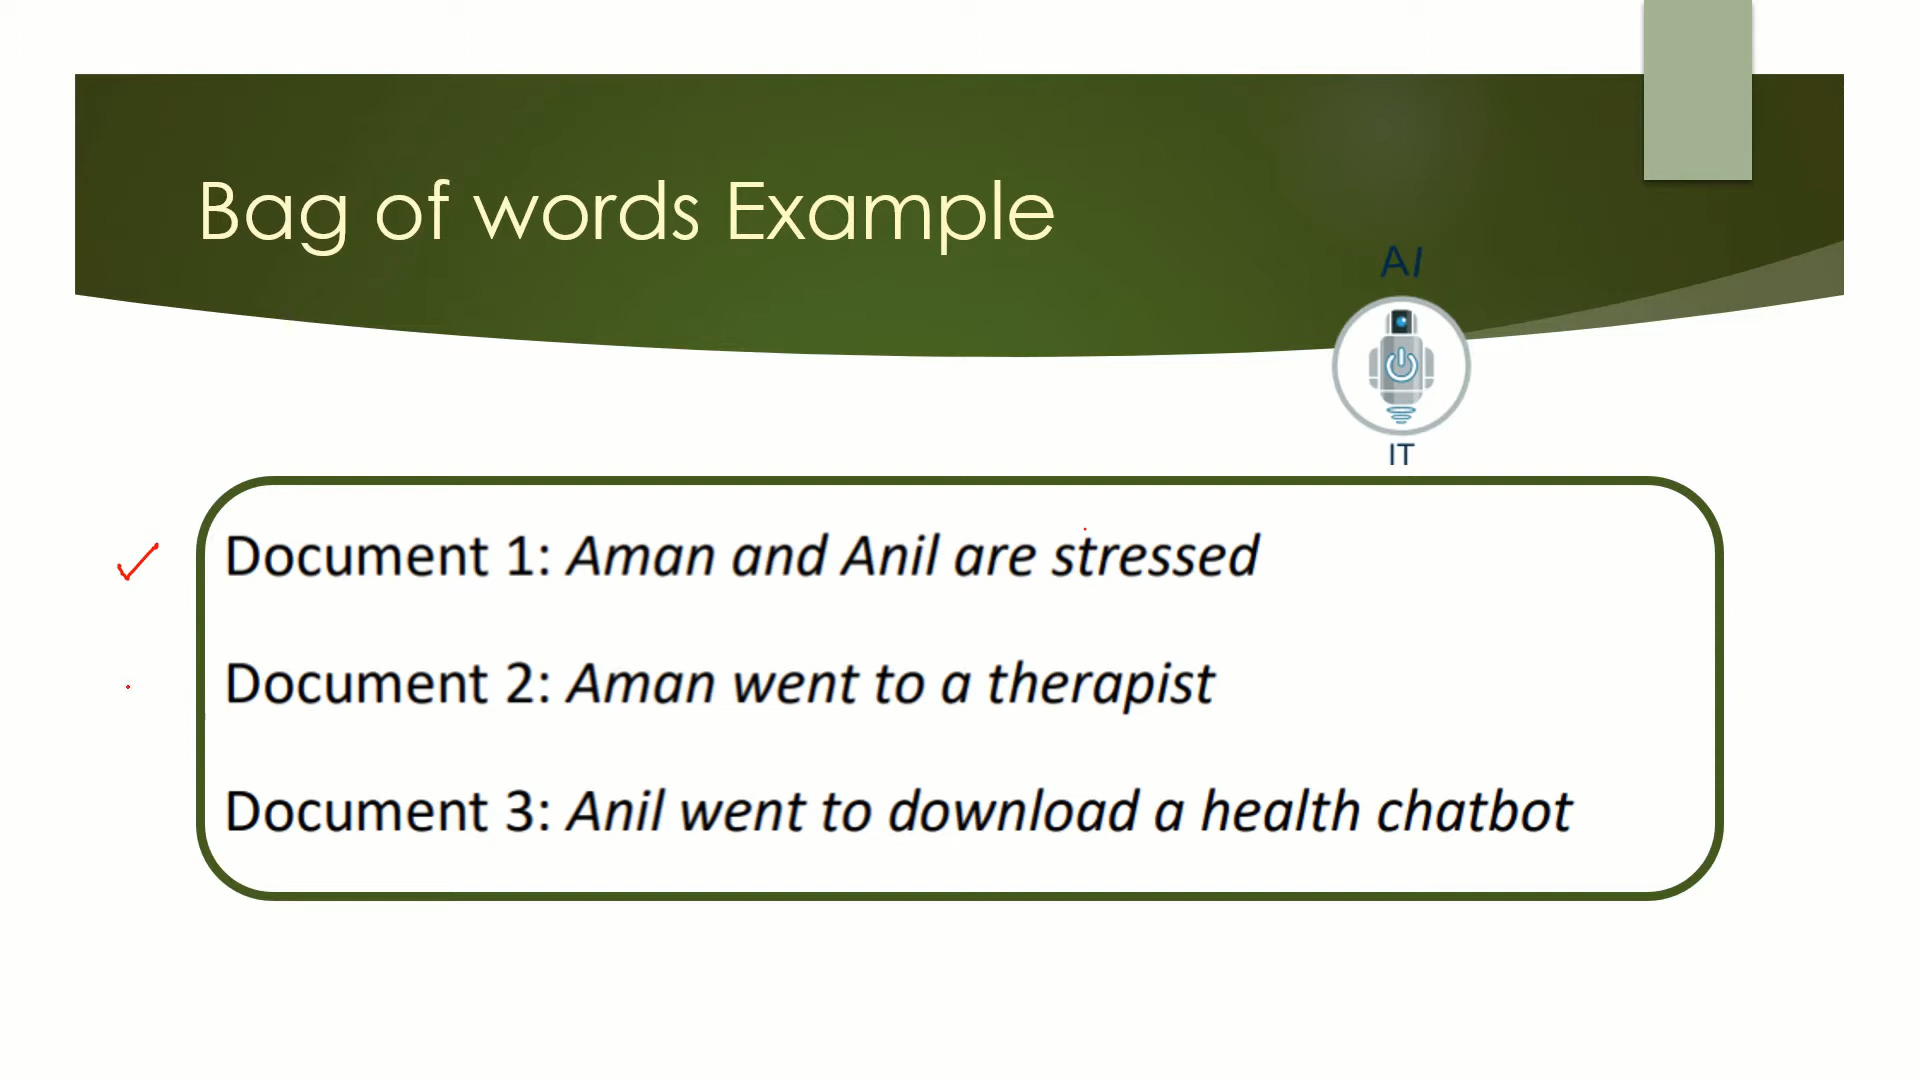 Bag of words Example
AI
IT
Document 1: Aman and Anil are stressed
Document 2: Aman went to a therapist
Document 3: Anil went to download a health chatbot